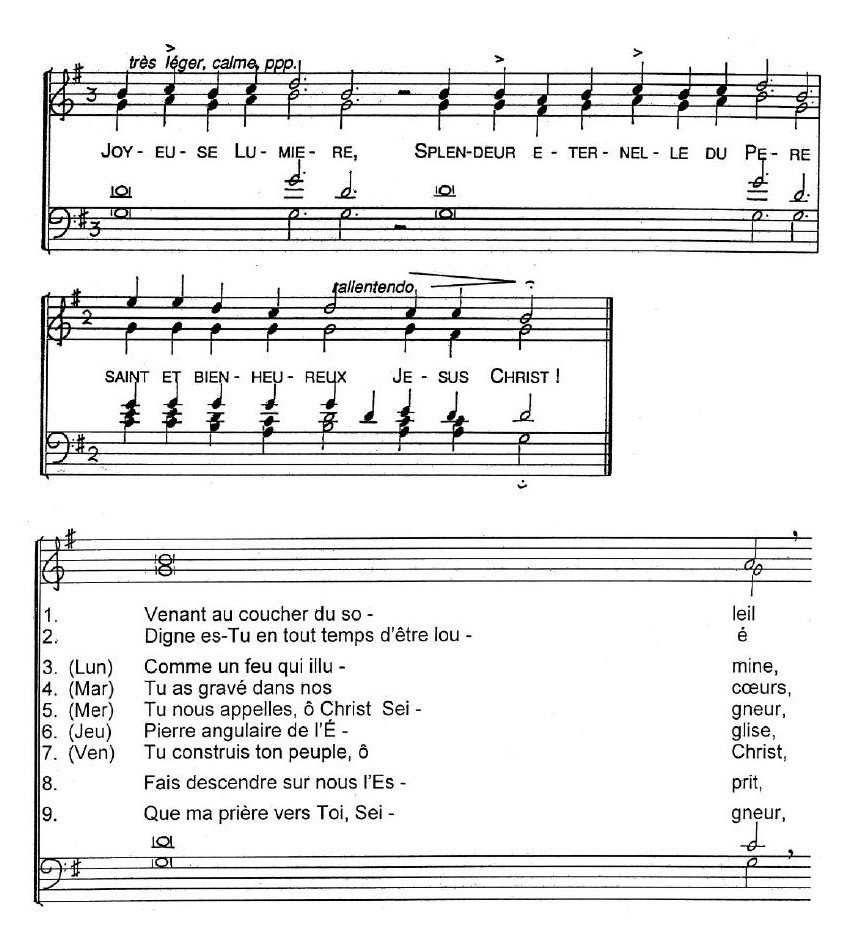 très léger, calme, ppp.
3
JOY - EU - SE LU - MIE - RE, SPLEN-DEUR E - TER - NEL - LE DU PE - RE
3
rallentendo
2
SAINT ET BIEN - HEU - REUX JE - SUS CHRIST !
2
1. Venant au coucher du so - leil
2. Digne es-Tu en tout temps d'être lou - é
3. (Lun) Comme un feu qui illu - mine,
4. (Mar) Tu as gravé dans nos cœurs,
5. (Mer) Tu nous appelles, ô Christ Sei - gneur,
6. (Jeu) Pierre angulaire de l'É - glise,
7. (Ven) Tu construis ton peuple, ô Christ,
8. Fais descendre sur nous l'Es - prit,
9. Que ma prière vers Toi, Sei - gneur,